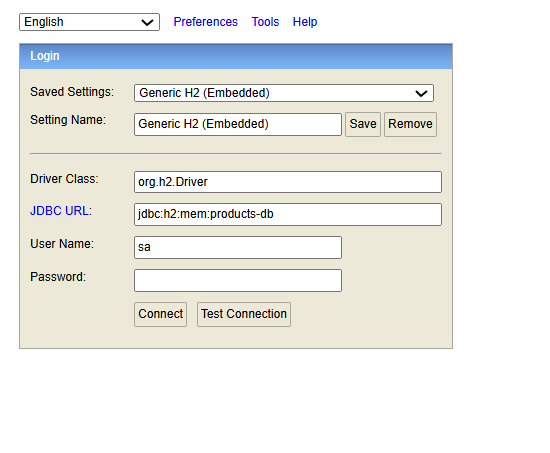 English Preferences Tools Help
Login
Saved Settings: Generic H2 (Embedded)
Setting Name: Generic H2 (Embedded) Save Remove
Driver Class: org.h2.Driver
JDBC URL: jdbc:h2:mem:products-db
User Name: sa
Password:
Connect Test Connection